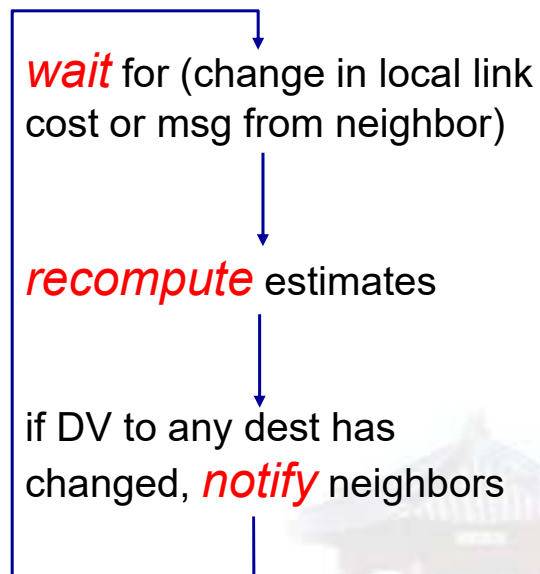 wait for (change in local link
cost or msg from neighbor)
recompute estimates
if DV to any dest has
changed, notify neighbors